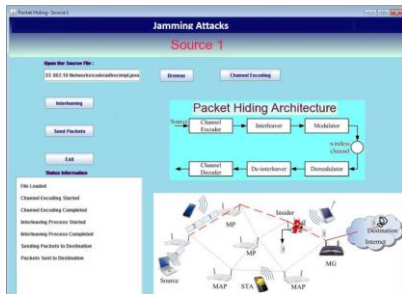 Packet Hiding - Source 1
Jamming Attacks
Source 1
Open the Source File :
Browse
Channel Encoding
Interleaving
Send Packets
Exit
Status Information
File Loaded
Channel Encoding Started
Channel Encoding Completed
Interleaving Process Started
Interleaving Process Completed
Sending Packets to Destination
Packets Sent to Destination
Packet Hiding Architecture
Source
Channel Encoder
Interleaver
Modulator
wireless channel
Channel Decoder
De-interleaver
Demodulator
MP
Insider
Destination
Internet
MP
MG
Source
MAP
STA
MAP